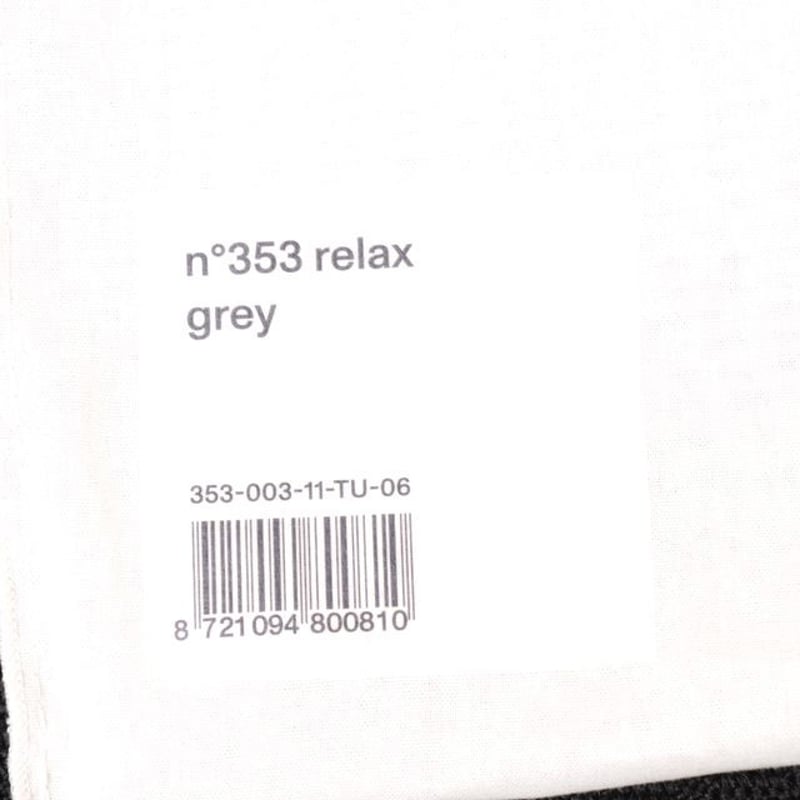 n°353 relax
grey
353-003-11-TU-06
8 721094 800810